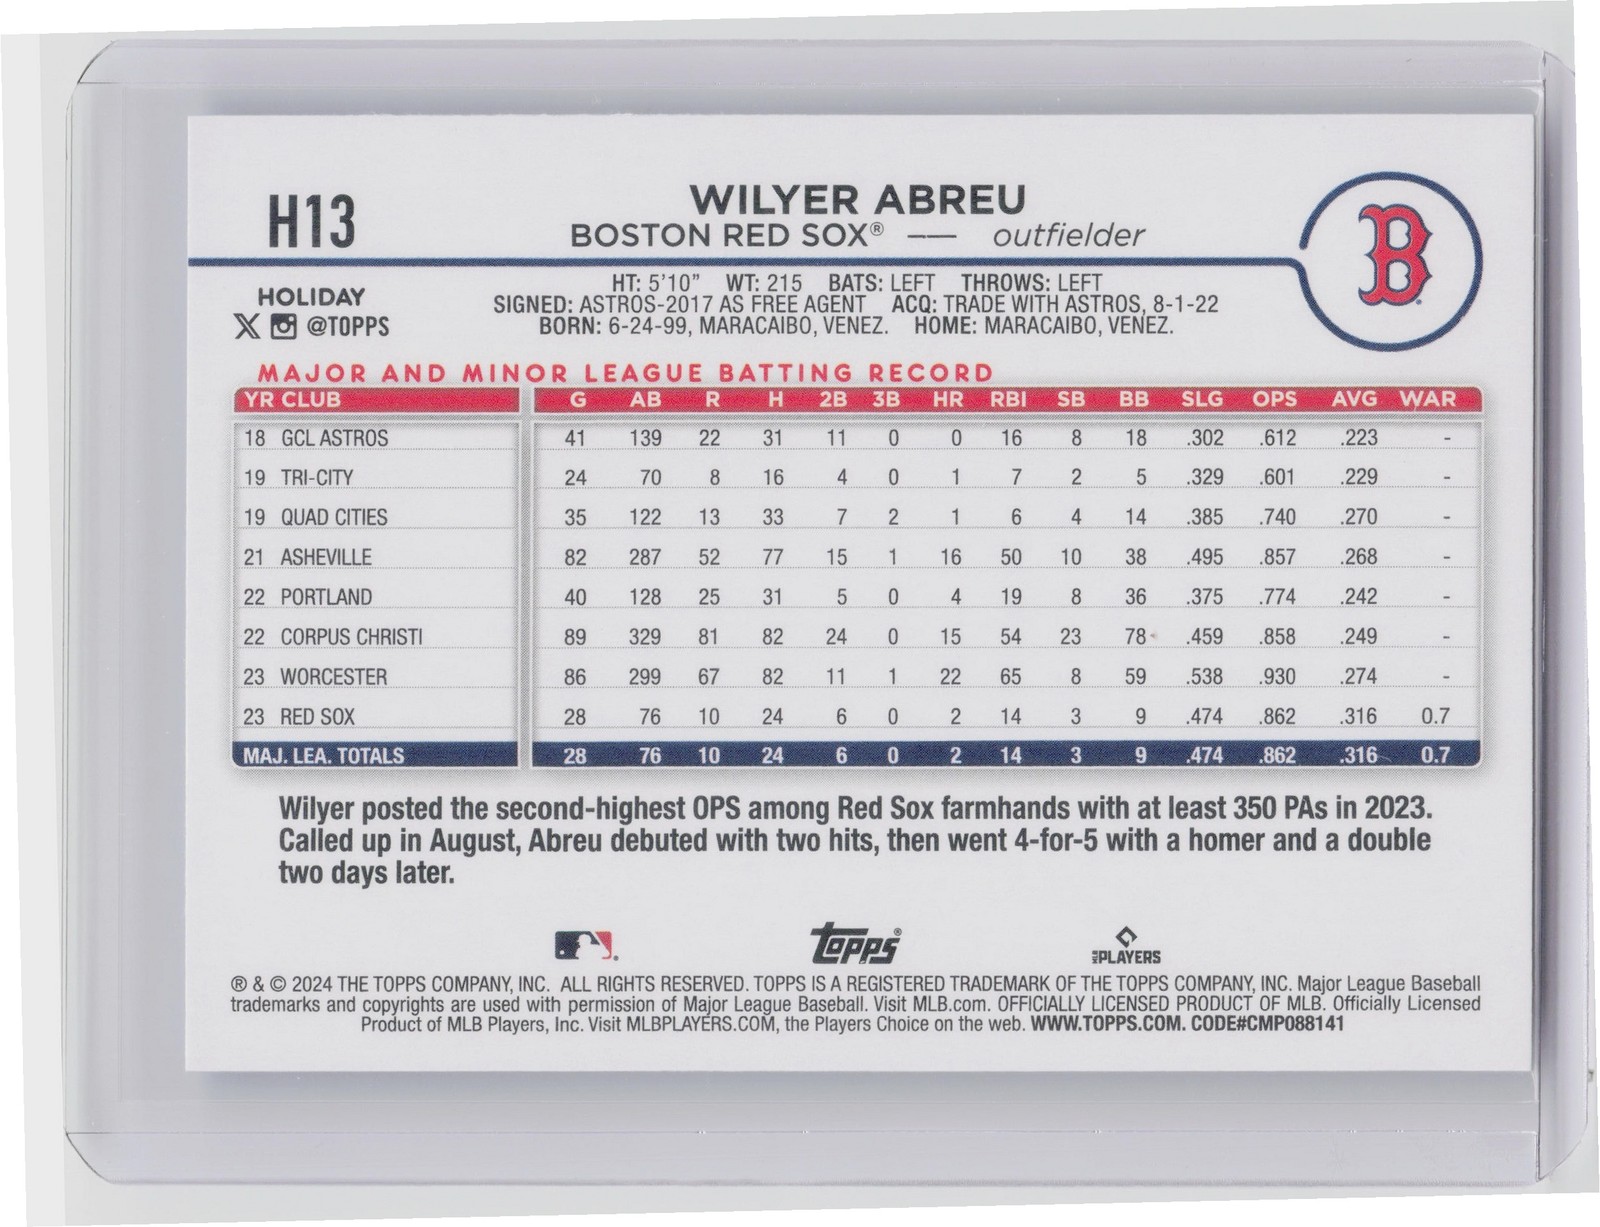 H13
WILYER ABREU
BOSTON RED SOX® — outfielder
B
HOLIDAY
X @TOPPS
HT: 5'10" WT: 215 BATS: LEFT THROWS: LEFT
SIGNED: ASTROS-2017 AS FREE AGENT ACQ: TRADE WITH ASTROS, 8-1-22
BORN: 6-24-99, MARACAIBO, VENEZ. HOME: MARACAIBO, VENEZ.
MAJOR AND MINOR LEAGUE BATTING RECORD
YR CLUB G AB R H 2B 3B HR RBI SB BB SLG OPS AVG WAR
18 GCL ASTROS 41 139 22 31 11 0 0 16 8 18 .302 .612 .223 -
19 TRI-CITY 24 70 8 16 4 0 1 7 2 5 .329 .601 .229 -
19 QUAD CITIES 35 122 13 33 7 2 1 6 4 14 .385 .740 .270 -
21 ASHEVILLE 82 287 52 77 15 1 16 50 10 38 .495 .857 .268 -
22 PORTLAND 40 128 25 31 5 0 4 19 8 36 .375 .774 .242 -
22 CORPUS CHRISTI 89 329 81 82 24 0 15 54 23 78 .459 .858 .249 -
23 WORCESTER 86 299 67 82 11 1 22 65 8 59 .538 .930 .274 -
23 RED SOX 28 76 10 24 6 0 2 14 3 9 .474 .862 .316 0.7
MAJ. LEA. TOTALS 28 76 10 24 6 0 2 14 3 9 .474 .862 .316 0.7
Wilyer posted the second-highest OPS among Red Sox farmhands with at least 350 PAs in 2023.
Called up in August, Abreu debuted with two hits, then went 4-for-5 with a homer and a double
two days later.
Topps® MLB PLAYERS
® & © 2024 THE TOPPS COMPANY, INC. ALL RIGHTS RESERVED. TOPPS IS A REGISTERED TRADEMARK OF THE TOPPS COMPANY, INC. Major League Baseball
trademarks and copyrights are used with permission of Major League Baseball. Visit MLB.com. OFFICIALLY LICENSED PRODUCT OF MLB. Officially Licensed
Product of MLB Players, Inc. Visit MLBPLAYERS.COM, the Players Choice on the web. WWW.TOPPS.COM. CODE#CMP088141